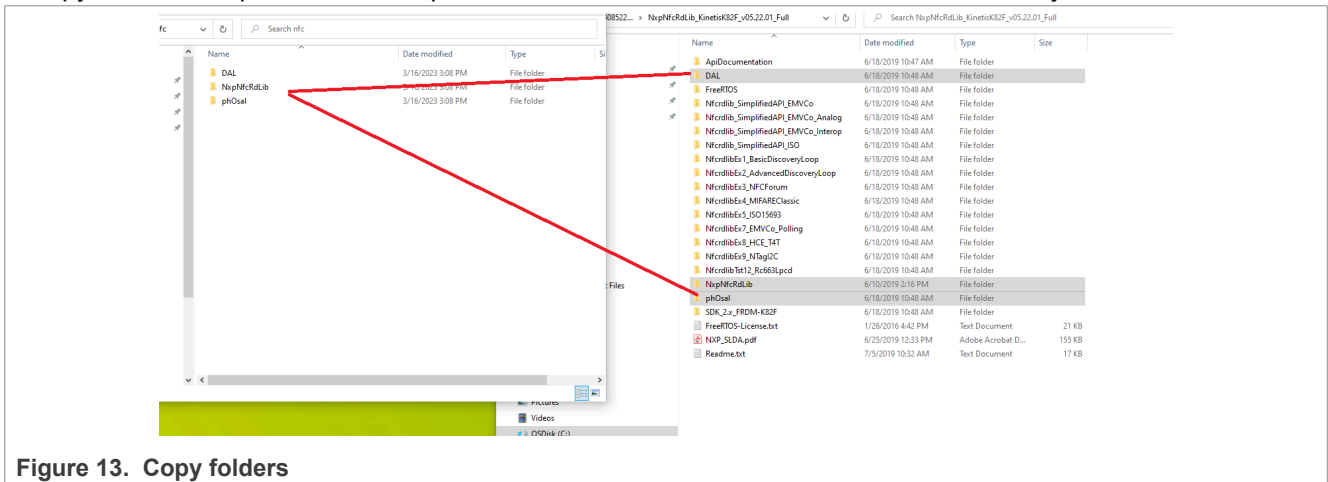 fc
Search nfc
Name Date modified Type Si
DAL 3/16/2023 3:08 PM File folder
NxpNfcRdLib 3/16/2023 3:08 PM File folder
phOsal 3/16/2023 3:08 PM File folder
08522... > NxpNfcRdLib_KinetisK82F_v05.22.01_Full
Search NxpNfcRdLib_KinetisK82F_v05.22.01_Full
Name Date modified Type Size
ApiDocumentation 6/18/2019 10:47 AM File folder
DAL 6/18/2019 10:48 AM File folder
FreeRTOS 6/18/2019 10:48 AM File folder
Nfcrdlib_SimplifiedAPI_EMVCo 6/18/2019 10:48 AM File folder
Nfcrdlib_SimplifiedAPI_EMVCo_Analog 6/18/2019 10:48 AM File folder
Nfcrdlib_SimplifiedAPI_EMVCo_Interop 6/18/2019 10:48 AM File folder
Nfcrdlib_SimplifiedAPI_ISO 6/18/2019 10:48 AM File folder
NfcrdlibEx1_BasicDiscoveryLoop 6/18/2019 10:48 AM File folder
NfcrdlibEx2_AdvancedDiscoveryLoop 6/18/2019 10:48 AM File folder
NfcrdlibEx3_NFCForum 6/18/2019 10:48 AM File folder
NfcrdlibEx4_MIFAREClassic 6/18/2019 10:48 AM File folder
NfcrdlibEx5_ISO15693 6/18/2019 10:48 AM File folder
NfcrdlibEx7_EMVCo_Polling 6/18/2019 10:48 AM File folder
NfcrdlibEx8_HCE_T4T 6/18/2019 10:48 AM File folder
NfcrdlibEx9_NTagI2C 6/18/2019 10:48 AM File folder
NfcrdlibTst12_Rc663Lpcd 6/18/2019 10:48 AM File folder
NxpNfcRdLib 6/10/2019 2:16 PM File folder
phOsal 6/18/2019 10:48 AM File folder
SDK_2.x_FRDM-K82F 6/18/2019 10:48 AM File folder
FreeRTOS-License.txt 1/26/2016 4:42 PM Text Document 21 KB
NXP_SLDA.pdf 6/25/2019 12:33 PM Adobe Acrobat D... 155 KB
Readme.txt 7/5/2019 10:32 AM Text Document 17 KB
t Files
Pictures
Videos
OSDisk (C:)
Figure 13. Copy folders